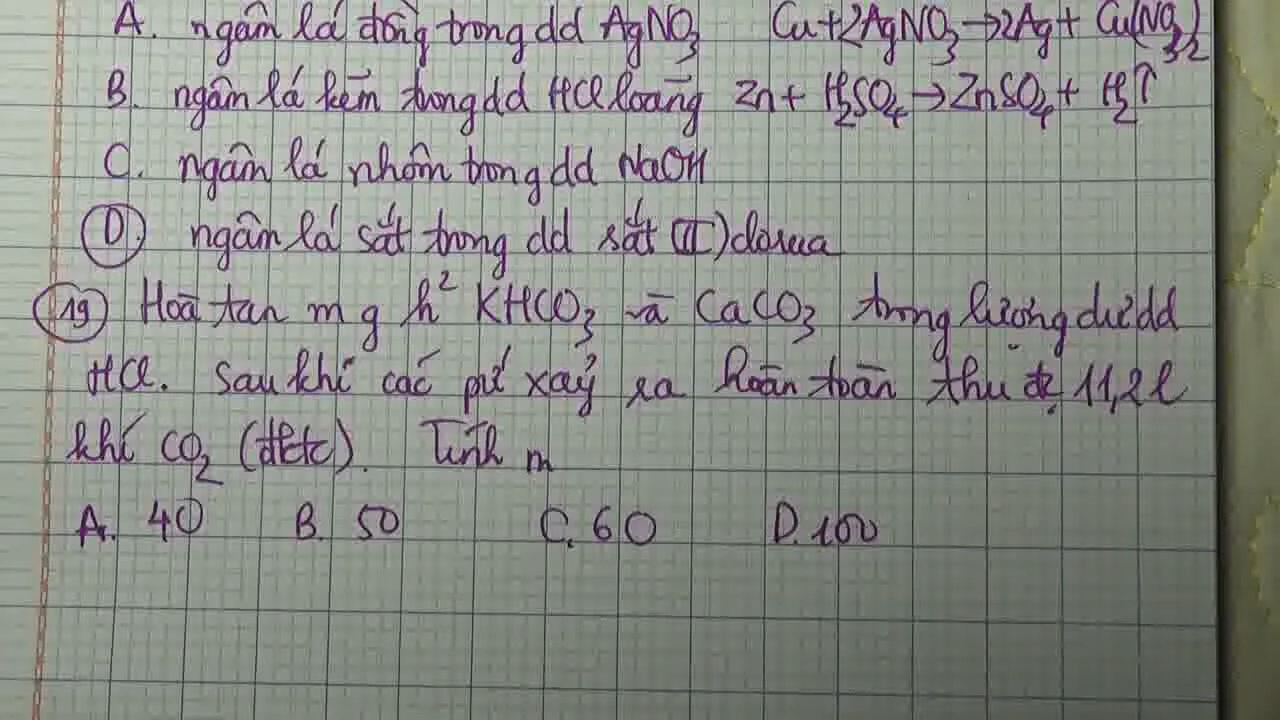 A. ngâm lá đồng trong dd AgNO3 Cu+2AgNO3→2Ag+ Cu(NO3)2
B. ngâm lá kẽm trong dd HCl loãng Zn+ H2SO4→ZnSO4+ H2↑
C. ngâm lá nhôm trong dd NaOH
D. ngâm lá sắt trong dd sắt (II) clorua
19 Hoà tan m g h2 KHCO3 và CaCO3 trong lượng dư dd
HCl. Sau khi các pứ xảy ra hoàn toàn thu đc 11,2l
khí CO2 (đktc). Tính m
A. 40 B. 50 C. 60 D. 100